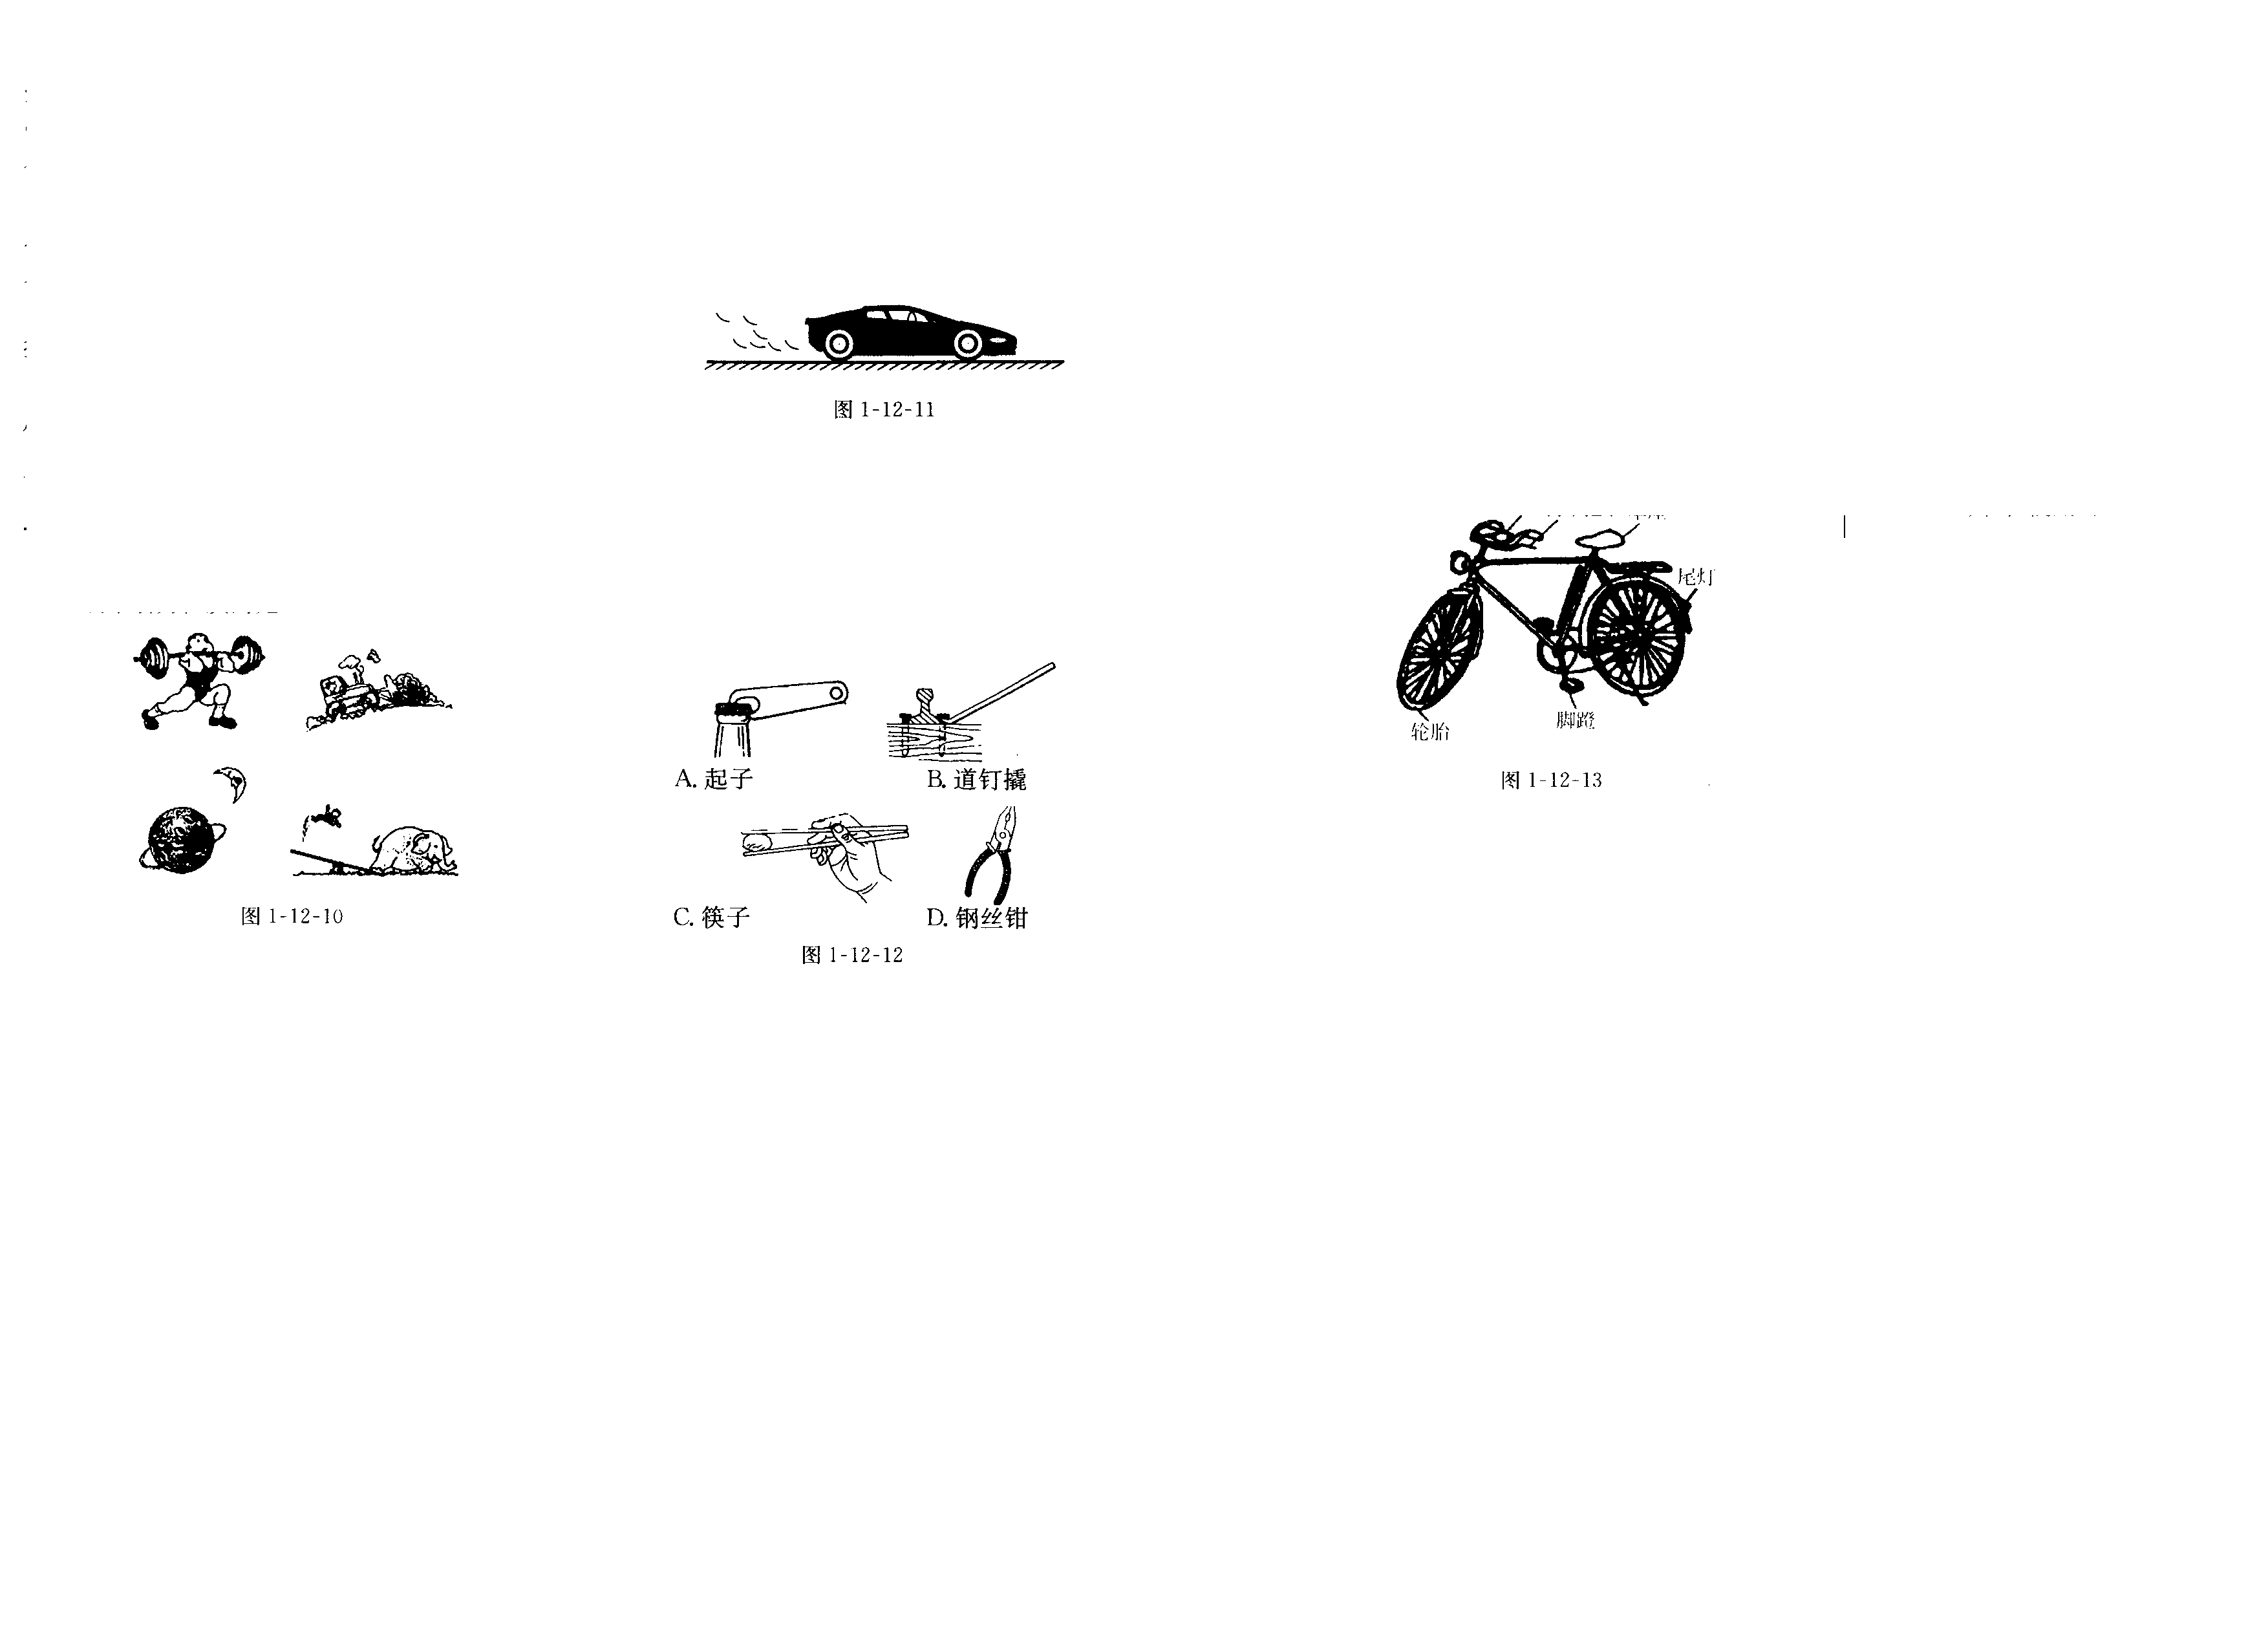 图 1-12-11
尾灯
轮胎
脚蹬
A. 起子
B. 道钉撬
图 1-12-13
C. 筷子
D. 钢丝钳
图 1-12-10
图 1-12-12